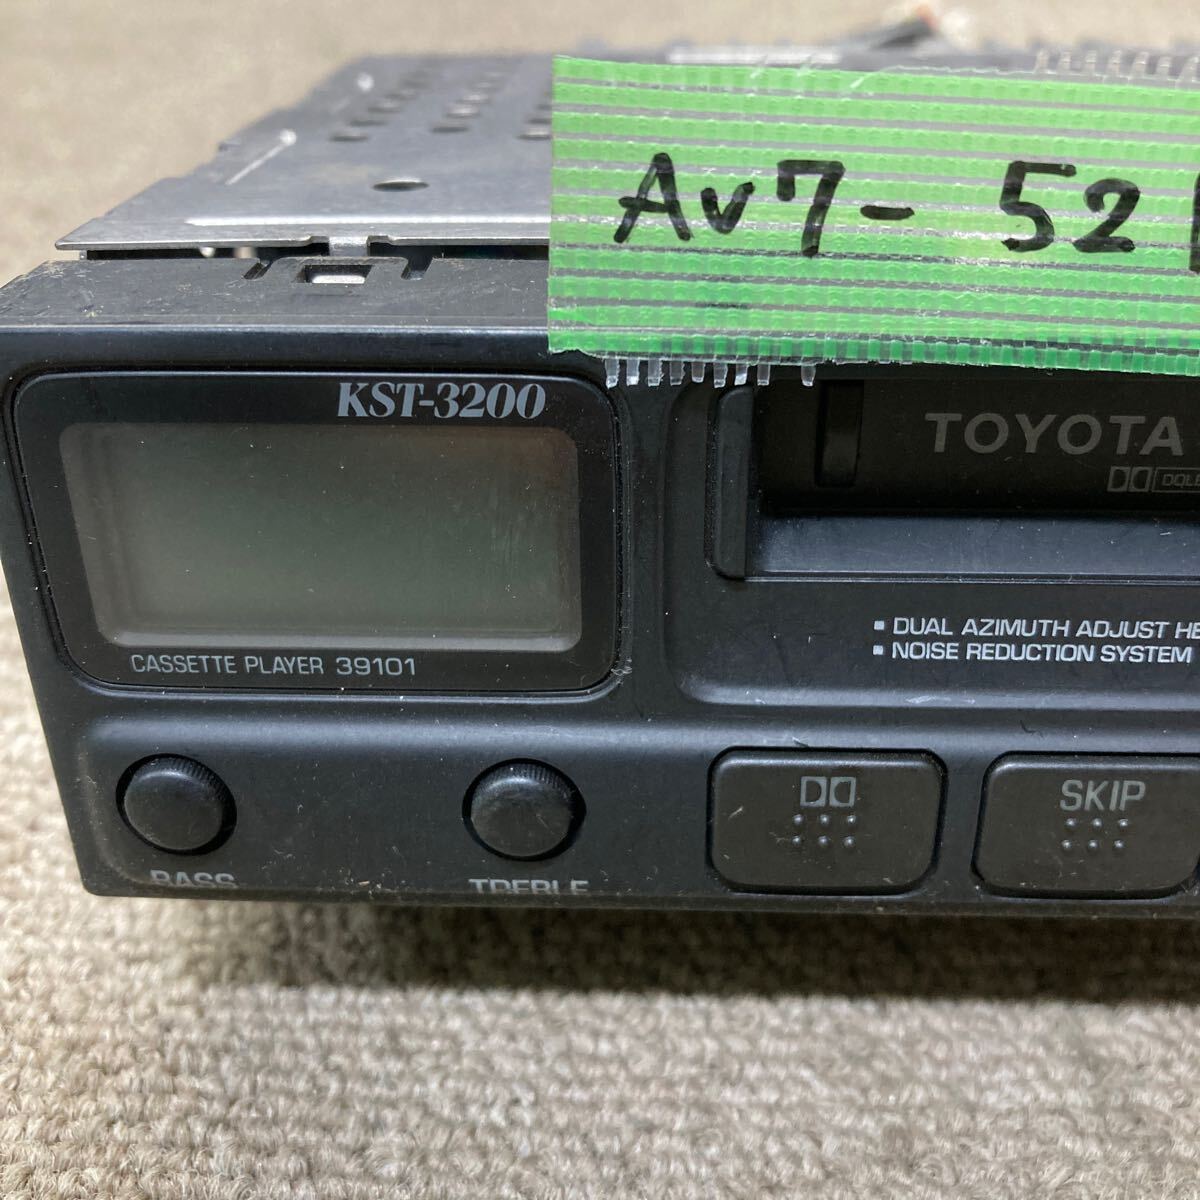 Av7-52
KST-3200
TOYOTA
CASSETTE PLAYER 39101
▪ DUAL AZIMUTH ADJUST HE
▪ NOISE REDUCTION SYSTEM
SKIP
BASS
TREBLE